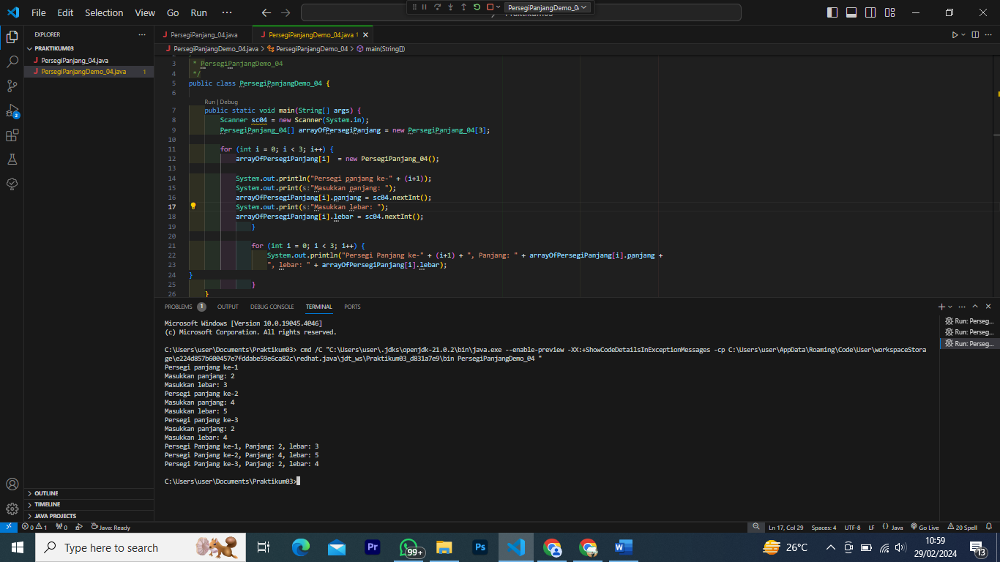 File Edit Selection View Go Run ···
PersegiPanjangDemo_04
Praktikum03
EXPLORER ···
PRAKTIKUM03
J PersegiPanjang_04.java
J PersegiPanjangDemo_04.java 1
OUTLINE
TIMELINE
JAVA PROJECTS
J PersegiPanjang_04.java J PersegiPanjangDemo_04.java 1
J PersegiPanjangDemo_04.java > PersegiPanjangDemo_04 > main(String[])
3 * PersegiPanjangDemo_04
4 */
5 public class PersegiPanjangDemo_04 {
6
Run | Debug
7 public static void main(String[] args) {
8 Scanner sc04 = new Scanner(System.in);
9 PersegiPanjang_04[] arrayOfPersegiPanjang = new PersegiPanjang_04[3];
10
11 for (int i = 0; i < 3; i++) {
12 arrayOfPersegiPanjang[i]  = new PersegiPanjang_04();
13
14 System.out.println("Persegi panjang ke-" + (i+1));
15 System.out.print(s:"Masukkan panjang: ");
16 arrayOfPersegiPanjang[i].panjang = sc04.nextInt();
17 System.out.print(s:"Masukkan lebar: ");
18 arrayOfPersegiPanjang[i].lebar = sc04.nextInt();
19 }
20
21 for (int i = 0; i < 3; i++) {
22 System.out.println("Persegi Panjang ke-" + (i+1) + ", Panjang: " + arrayOfPersegiPanjang[i].panjang +
23 ", lebar: " + arrayOfPersegiPanjang[i].lebar);
24 }
25 }
26 }
PROBLEMS 1 OUTPUT DEBUG CONSOLE TERMINAL PORTS
Microsoft Windows [Version 10.0.19045.4046]
(c) Microsoft Corporation. All rights reserved.
C:\Users\user\Documents\Praktikum03> cmd /C "C:\Users\user\.jdks\openjdk-21.0.2\bin\java.exe --enable-preview -XX:+ShowCodeDetailsInExceptionMessages -cp C:\Users\user\AppData\Roaming\Code\User\workspaceStora
ge\e224d857b600457e7fddabe59e6ca82c\redhat.java\jdt_ws\Praktikum03_d831a7e9\bin PersegiPanjangDemo_04 "
Persegi panjang ke-1
Masukkan panjang: 2
Masukkan lebar: 3
Persegi panjang ke-2
Masukkan panjang: 4
Masukkan lebar: 5
Persegi panjang ke-3
Masukkan panjang: 2
Masukkan lebar: 4
Persegi Panjang ke-1, Panjang: 2, lebar: 3
Persegi Panjang ke-2, Panjang: 4, lebar: 5
Persegi Panjang ke-3, Panjang: 2, lebar: 4
C:\Users\user\Documents\Praktikum03>
Run: Perseg...
Run: Perseg...
Run: Perseg...
2
0 1 0 Java: Ready
Ln 17, Col 29 Spaces: 4 UTF-8 LF {} Java Go Live 20 Spell
Type here to search
Pr 99+ Ps W
26°C
10:59
29/02/2024
13